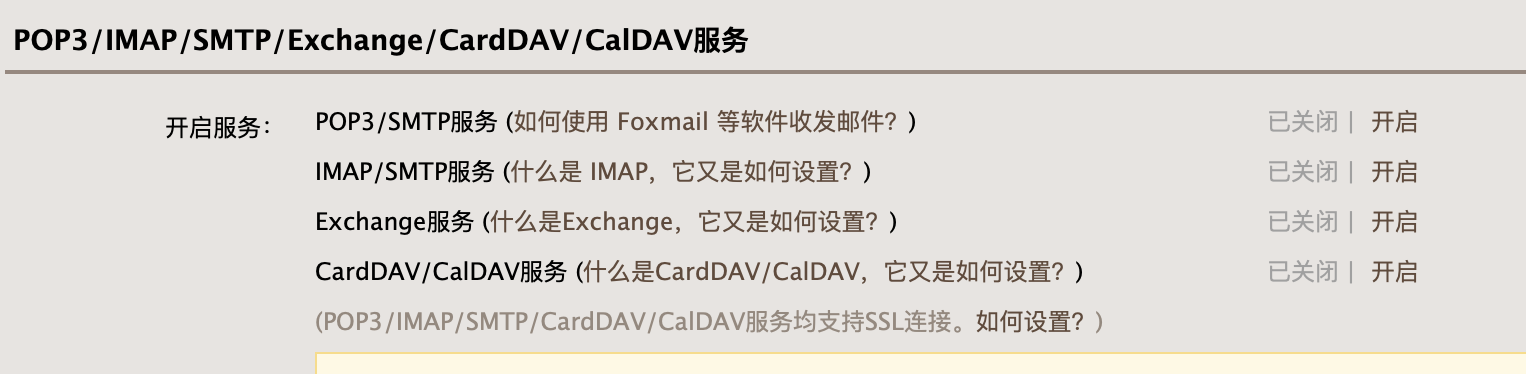 POP3/IMAP/SMTP/Exchange/CardDAV/CalDAV服务
开启服务： POP3/SMTP服务 (如何使用 Foxmail 等软件收发邮件？) 已关闭 | 开启
IMAP/SMTP服务 (什么是 IMAP，它又是如何设置？) 已关闭 | 开启
Exchange服务 (什么是Exchange，它又是如何设置？) 已关闭 | 开启
CardDAV/CalDAV服务 (什么是CardDAV/CalDAV，它又是如何设置？) 已关闭 | 开启
(POP3/IMAP/SMTP/CardDAV/CalDAV服务均支持SSL连接。如何设置？)